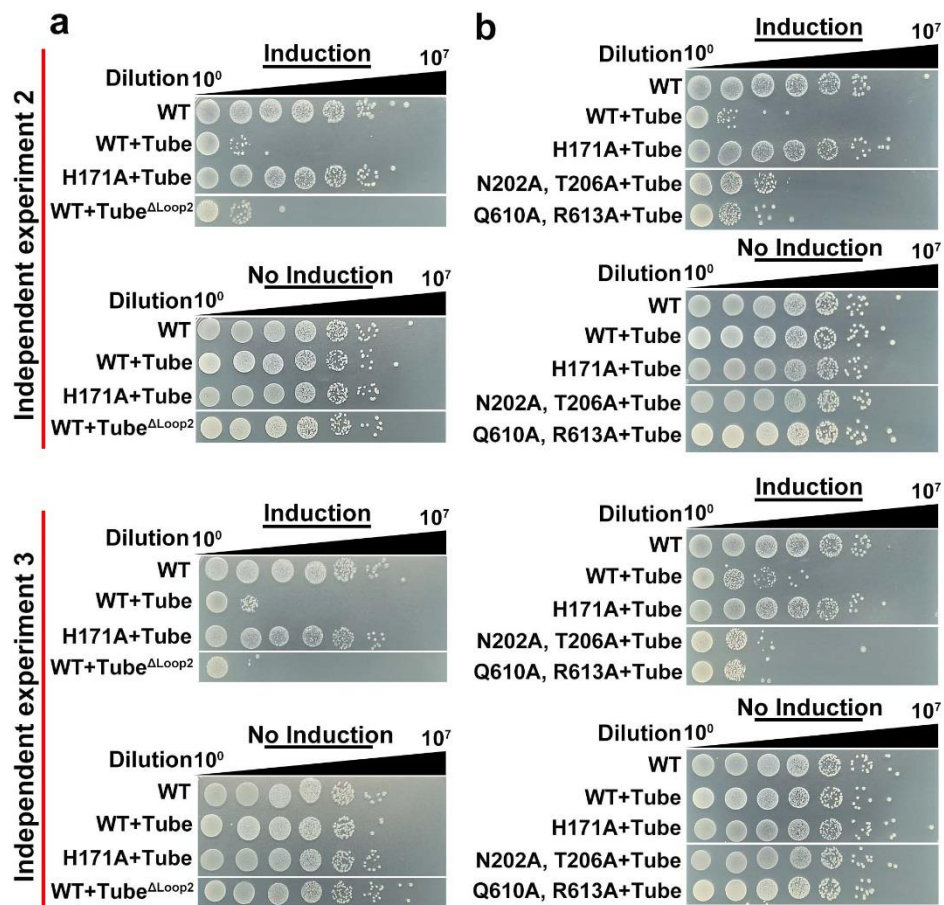 a
Independent experiment 2
Induction
Dilution 10⁰ 10⁷
WT
WT+Tube
H171A+Tube
WT+Tube^ΔLoop2
No Induction
Dilution 10⁰ 10⁷
WT
WT+Tube
H171A+Tube
WT+Tube^ΔLoop2
Independent experiment 3
Induction
Dilution 10⁰ 10⁷
WT
WT+Tube
H171A+Tube
WT+Tube^ΔLoop2
No Induction
Dilution 10⁰ 10⁷
WT
WT+Tube
H171A+Tube
WT+Tube^ΔLoop2
b
Induction
Dilution 10⁰ 10⁷
WT
WT+Tube
H171A+Tube
N202A, T206A+Tube
Q610A, R613A+Tube
No Induction
Dilution 10⁰ 10⁷
WT
WT+Tube
H171A+Tube
N202A, T206A+Tube
Q610A, R613A+Tube
Induction
Dilution 10⁰ 10⁷
WT
WT+Tube
H171A+Tube
N202A, T206A+Tube
Q610A, R613A+Tube
No Induction
Dilution 10⁰ 10⁷
WT
WT+Tube
H171A+Tube
N202A, T206A+Tube
Q610A, R613A+Tube